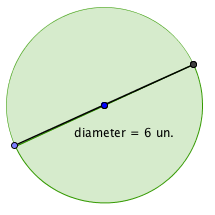 diameter = 6 un.